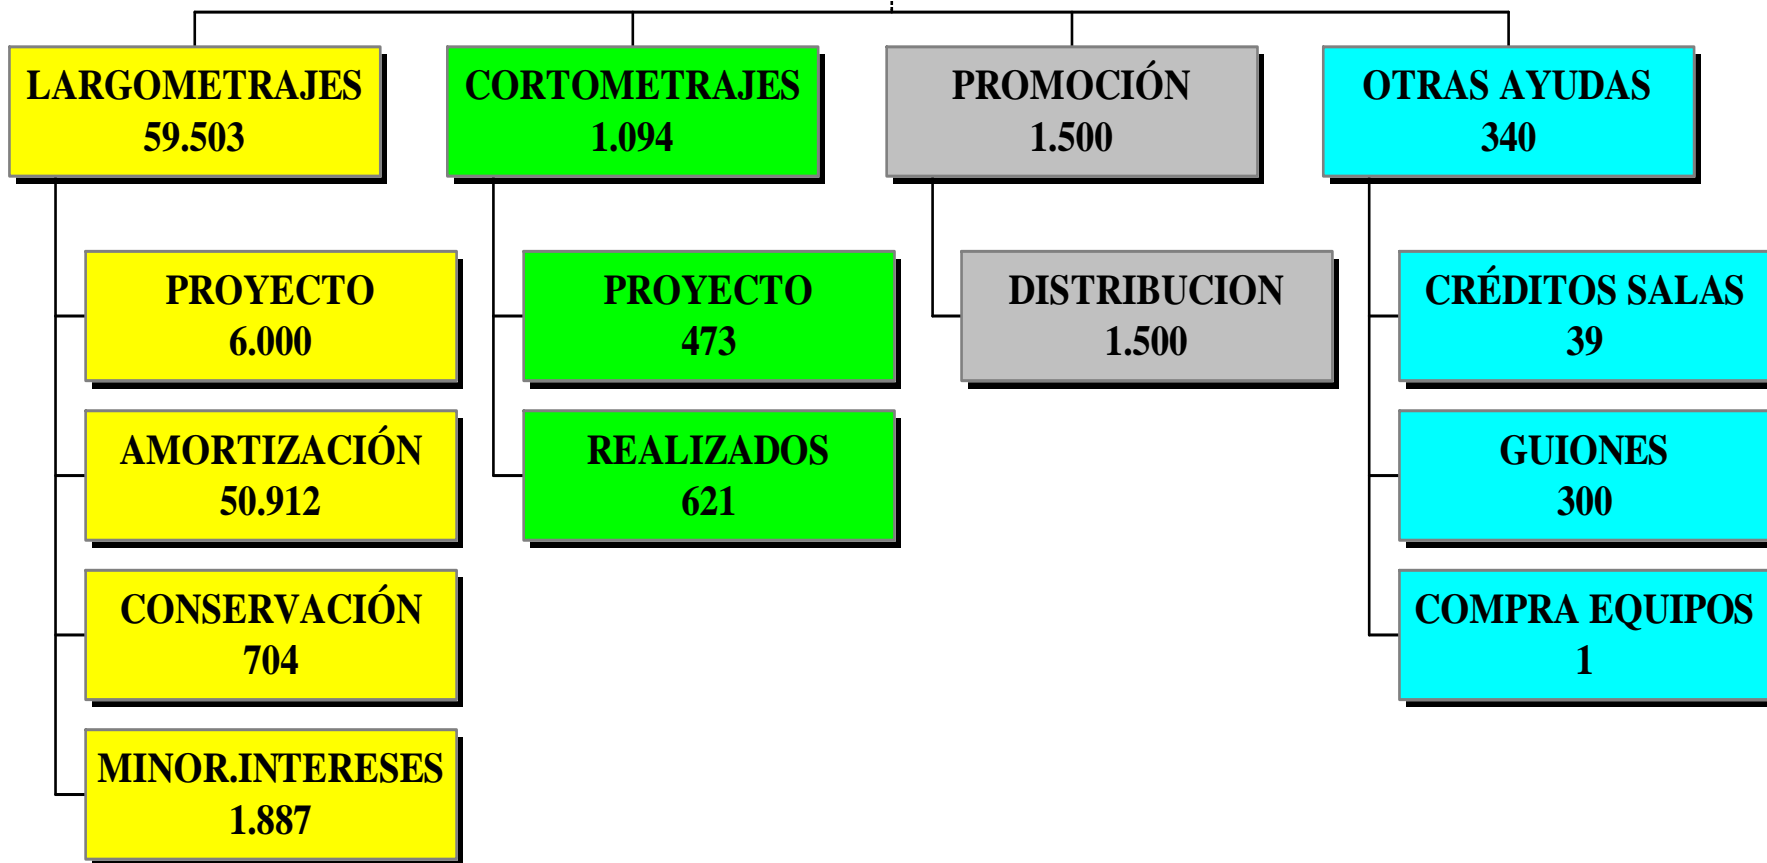 LARGOMETRAJES
59.503
CORTOMETRAJES
1.094
PROMOCIÓN
1.500
OTRAS AYUDAS
340
PROYECTO
6.000
AMORTIZACIÓN
50.912
CONSERVACIÓN
704
MINOR.INTERESES
1.887
PROYECTO
473
REALIZADOS
621
DISTRIBUCION
1.500
CRÉDITOS SALAS
39
GUIONES
300
COMPRA EQUIPOS
1